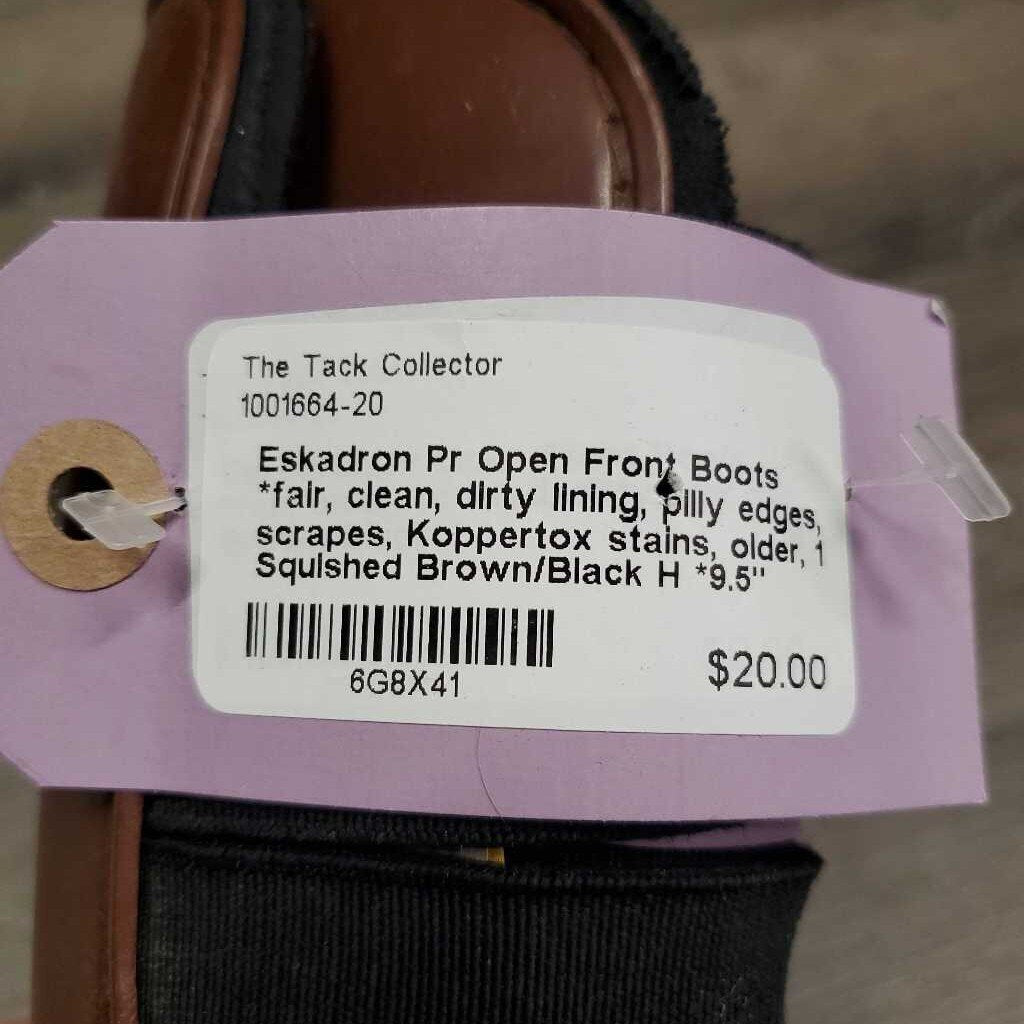 The Tack Collector
1001664-20
Eskadron Pr Open Front Boots
*fair, clean, dirty lining, pilly edges,
scrapes, Koppertox stains, older, 1
Squished Brown/Black H *9.5"
6G8X41
$20.00